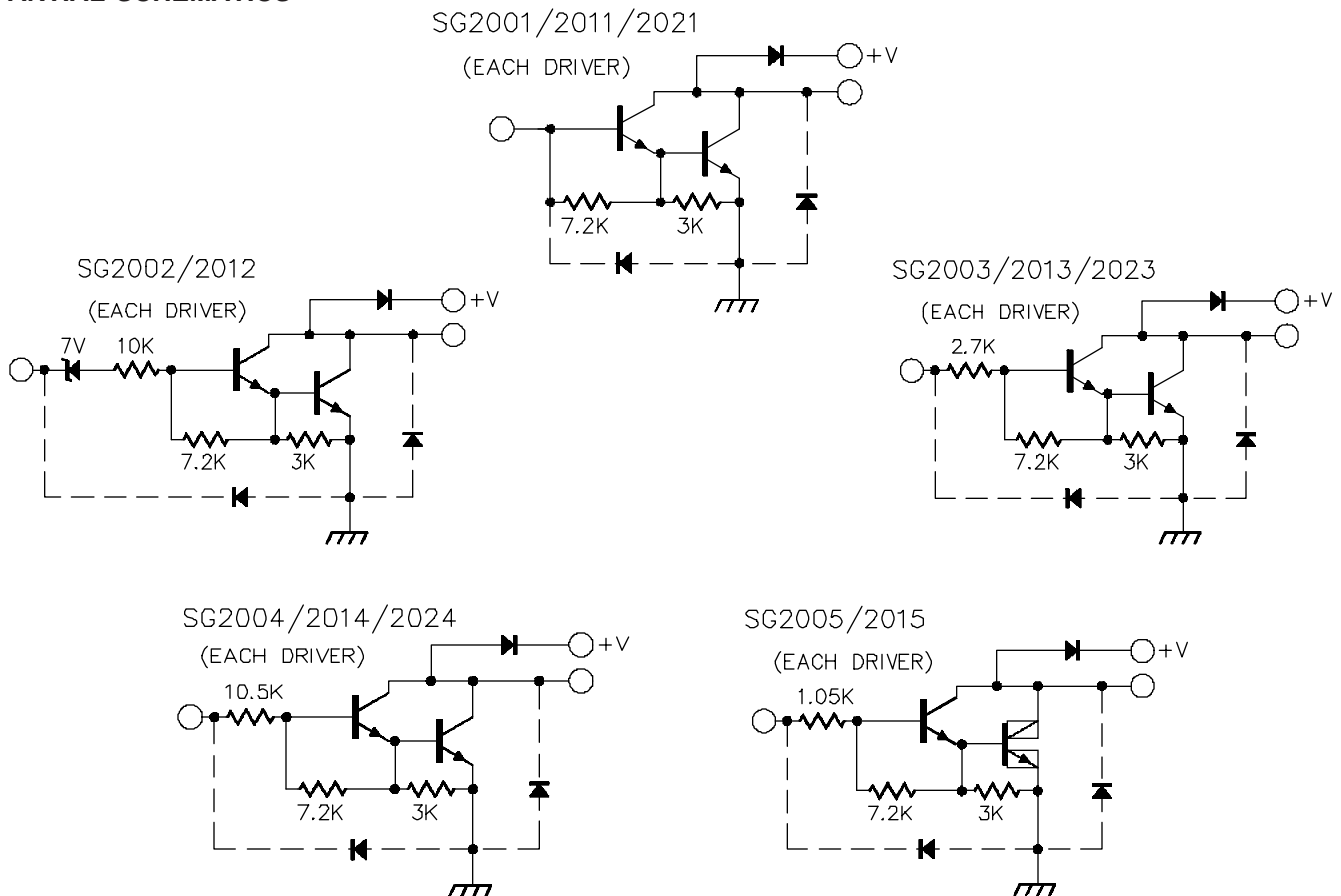 SG2001/2011/2021
(EACH DRIVER)
+V
7.2K
3K
SG2002/2012
(EACH DRIVER)
+V
7V
10K
7.2K
3K
SG2003/2013/2023
(EACH DRIVER)
+V
2.7K
7.2K
3K
SG2004/2014/2024
(EACH DRIVER)
+V
10.5K
7.2K
3K
SG2005/2015
(EACH DRIVER)
+V
1.05K
7.2K
3K